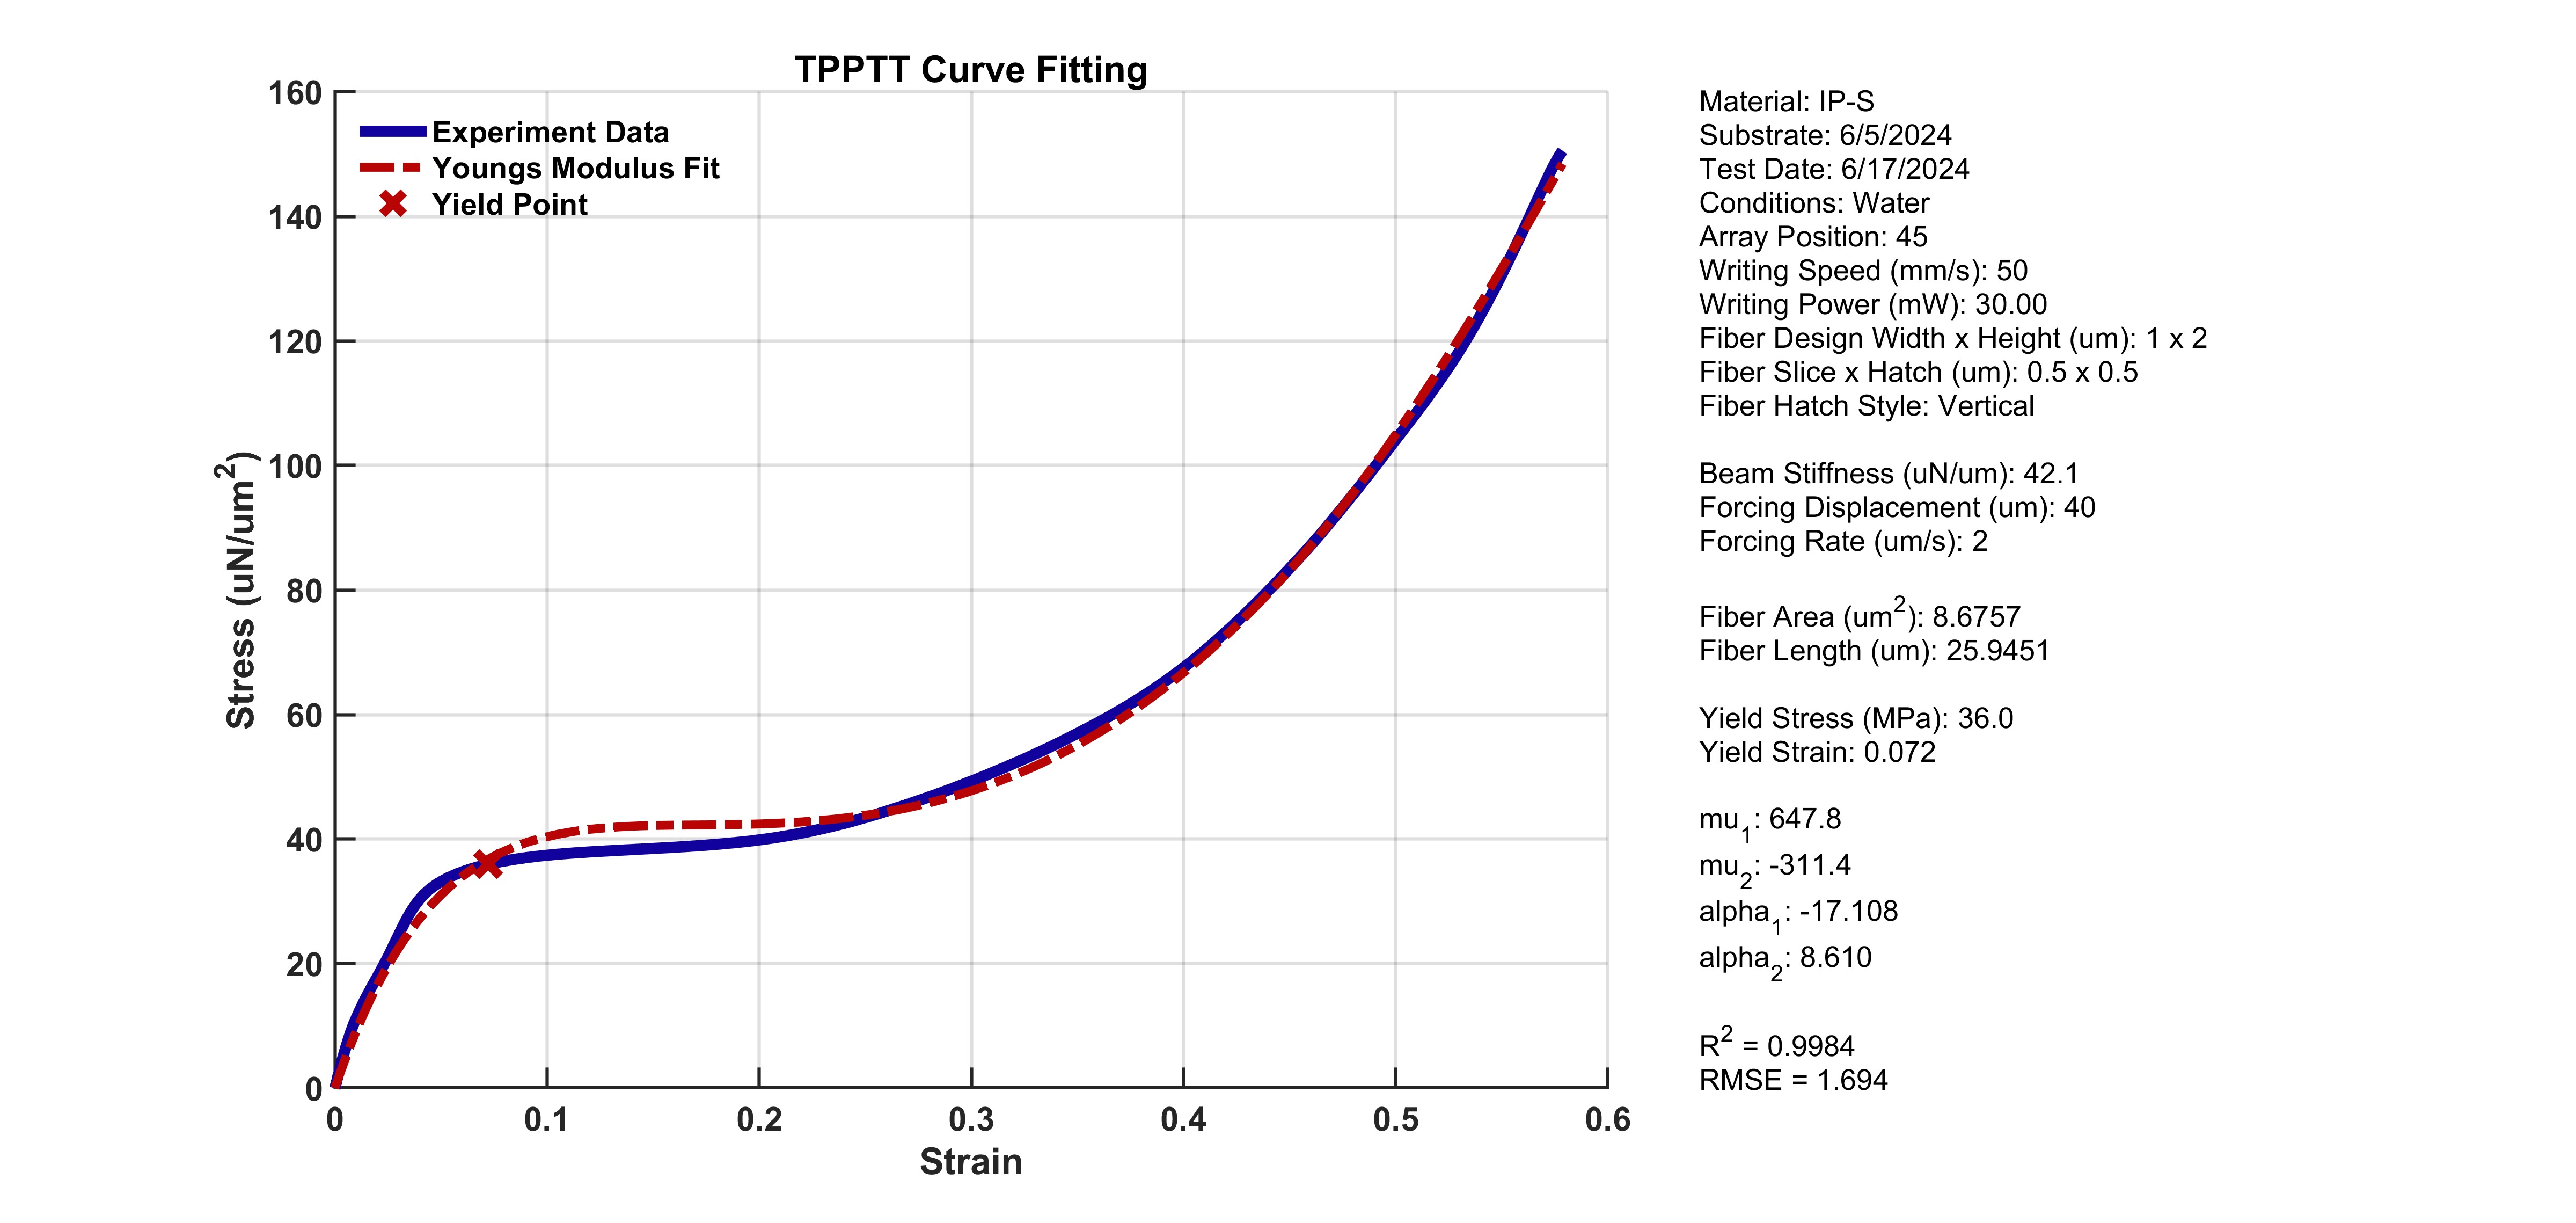 TPPTT Curve Fitting
Experiment Data
Youngs Modulus Fit
Yield Point
160
140
120
100
80
60
40
20
0
Stress (uN/um²)
0
0.1
0.2
0.3
0.4
0.5
0.6
Strain
Material: IP-S
Substrate: 6/5/2024
Test Date: 6/17/2024
Conditions: Water
Array Position: 45
Writing Speed (mm/s): 50
Writing Power (mW): 30.00
Fiber Design Width x Height (um): 1 x 2
Fiber Slice x Hatch (um): 0.5 x 0.5
Fiber Hatch Style: Vertical
Beam Stiffness (uN/um): 42.1
Forcing Displacement (um): 40
Forcing Rate (um/s): 2
Fiber Area (um²): 8.6757
Fiber Length (um): 25.9451
Yield Stress (MPa): 36.0
Yield Strain: 0.072
mu₁: 647.8
mu₂: -311.4
alpha₁: -17.108
alpha₂: 8.610
R² = 0.9984
RMSE = 1.694